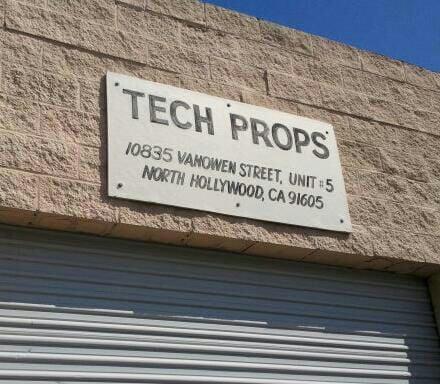 TECH PROPS
10835 VANOWEN STREET, UNIT #5
NORTH HOLLYWOOD, CA 91605